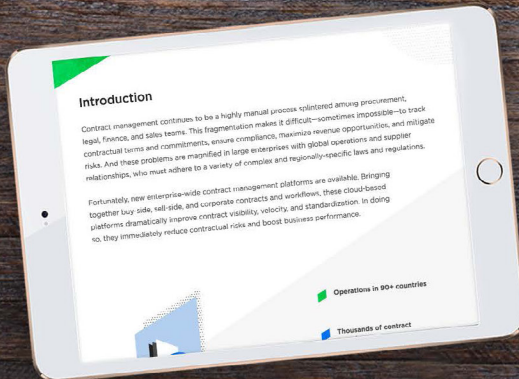 Introduction
Contract management continues to be a highly manual process splintered among procurement,
legal, finance, and sales teams. This fragmentation makes it difficult—sometimes impossible—to track
contractual terms and commitments, ensure compliance, maximize revenue opportunities, and mitigate
risks. And these problems are magnified in large enterprises with global operations and supplier
relationships, who must adhere to a variety of complex and regionally-specific laws and regulations.
Fortunately, new enterprise-wide contract management platforms are available. Bringing
together buy-side, sell-side, and corporate contracts and workflows, these cloud-based
platforms dramatically improve contract visibility, velocity, and standardization. In doing
so, they immediately reduce contractual risks and boost business performance.
Operations in 90+ countries
Thousands of contract